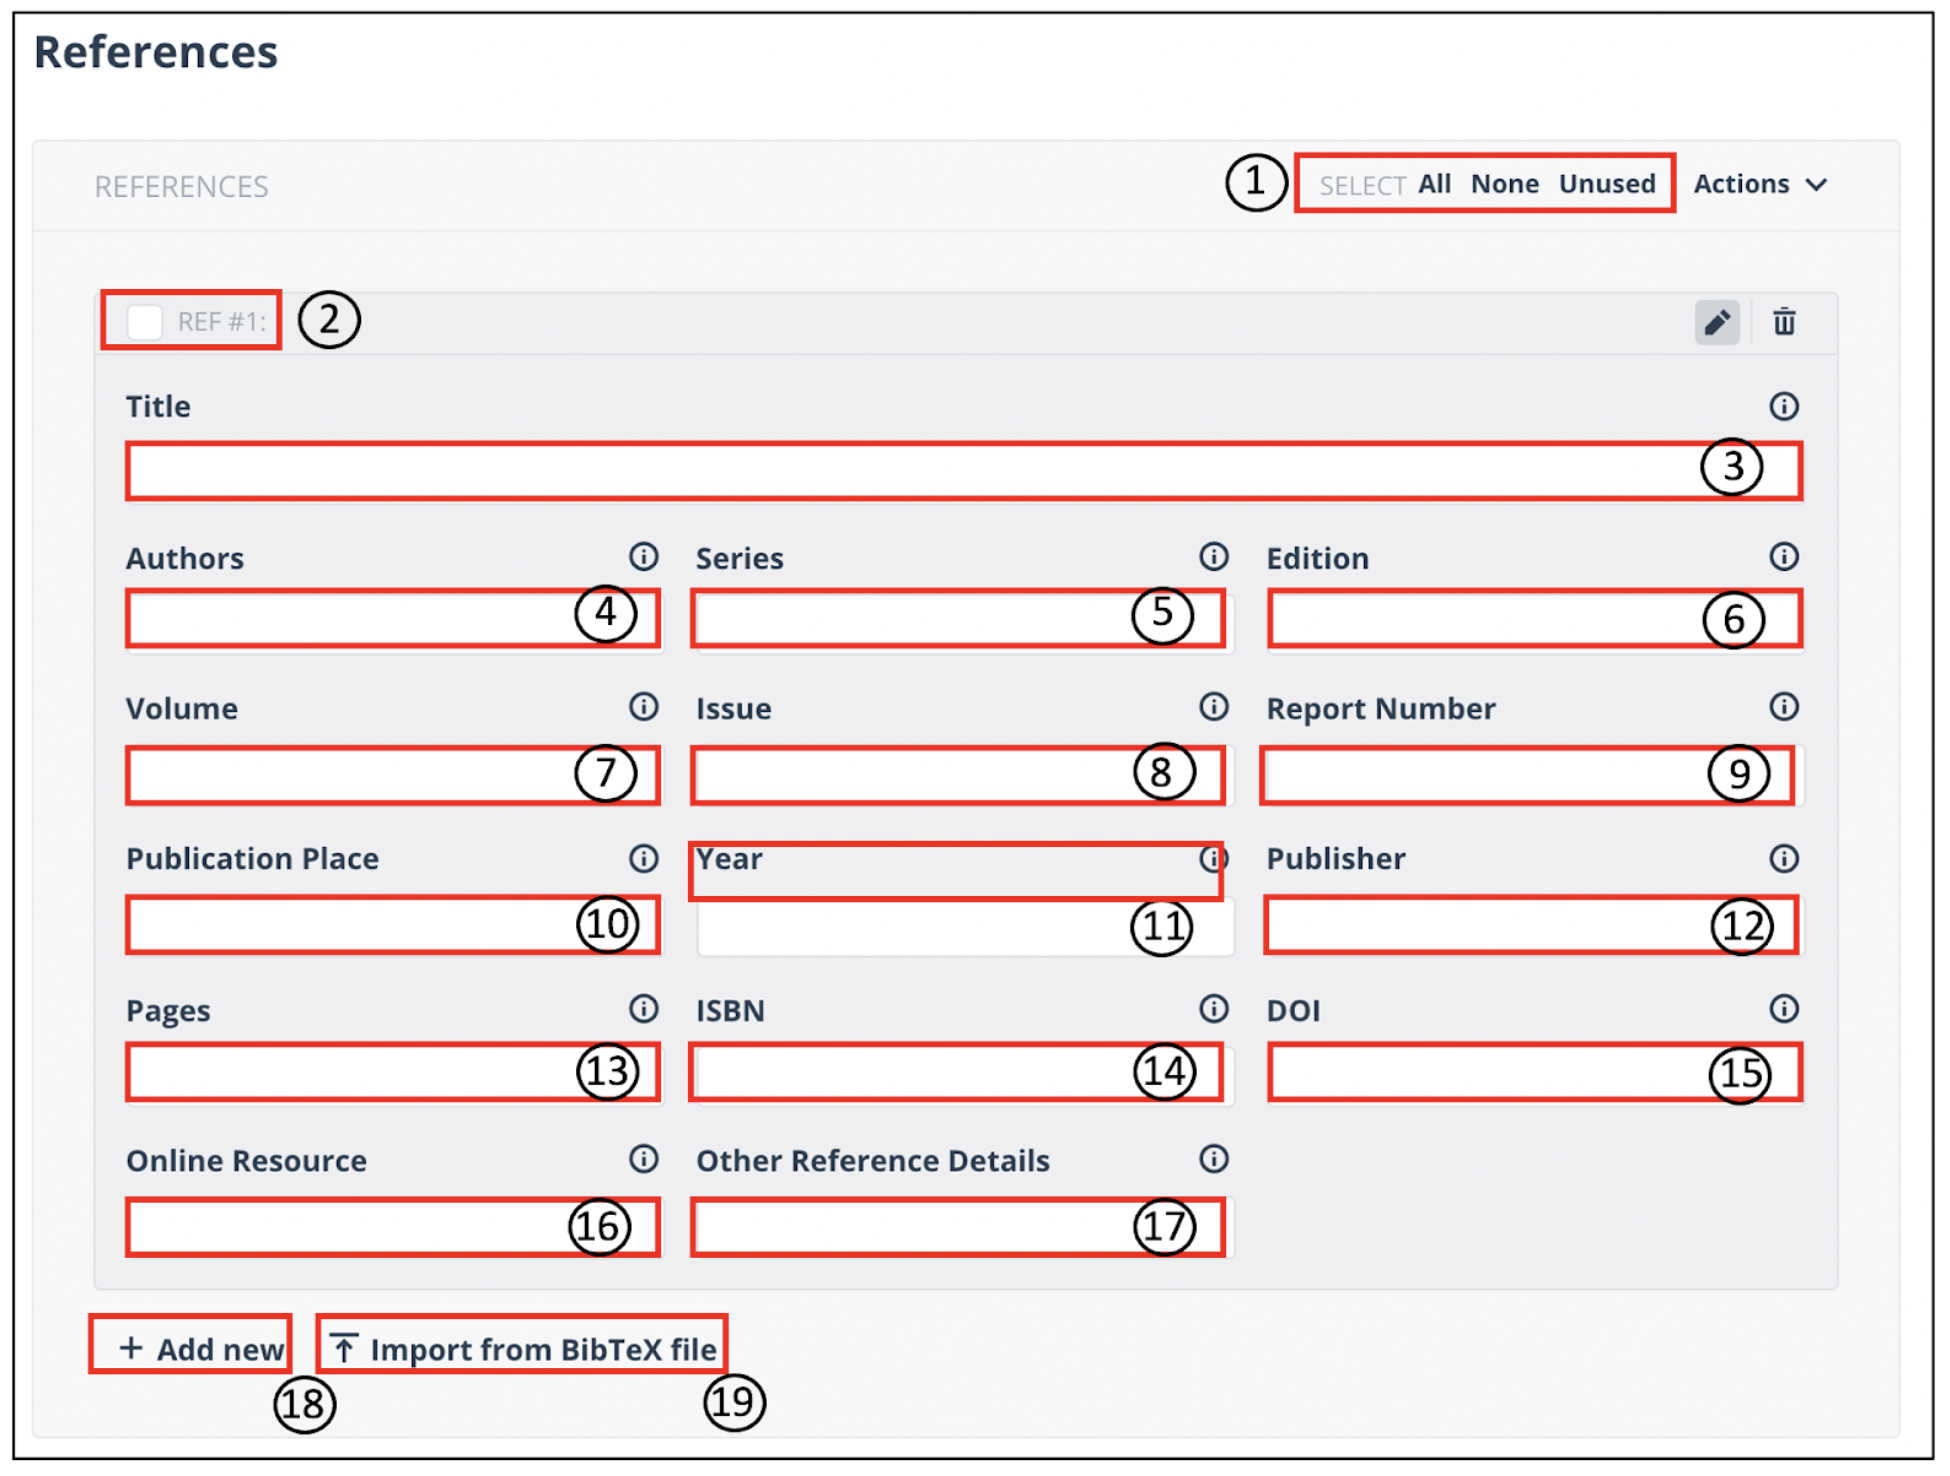 References
REFERENCES 1 SELECT All None Unused Actions
REF #1: 2
Title
3
Authors Series Edition
4 5 6
Volume Issue Report Number
7 8 9
Publication Place Year Publisher
10 11 12
Pages ISBN DOI
13 14 15
Online Resource Other Reference Details
16 17
+ Add new Import from BibTeX file
18 19